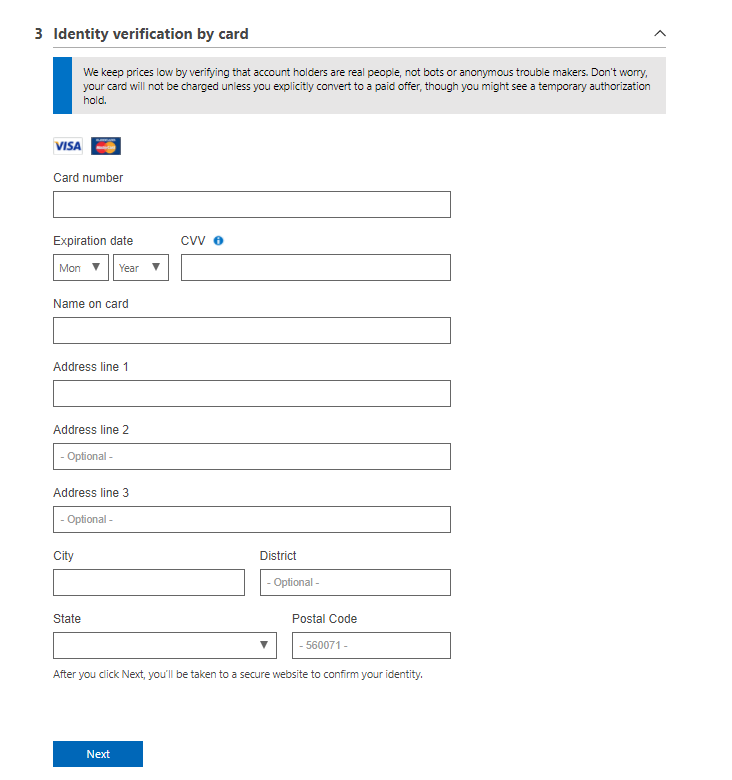 3 Identity verification by card
We keep prices low by verifying that account holders are real people, not bots or anonymous trouble makers. Don't worry,
your card will not be charged unless you explicitly convert to a paid offer, though you might see a temporary authorization
hold.
VISA
Card number
Expiration date CVV
Mon Year
Name on card
Address line 1
Address line 2
- Optional -
Address line 3
- Optional -
City District
- Optional -
State Postal Code
- 560071 -
After you click Next, you'll be taken to a secure website to confirm your identity.
Next